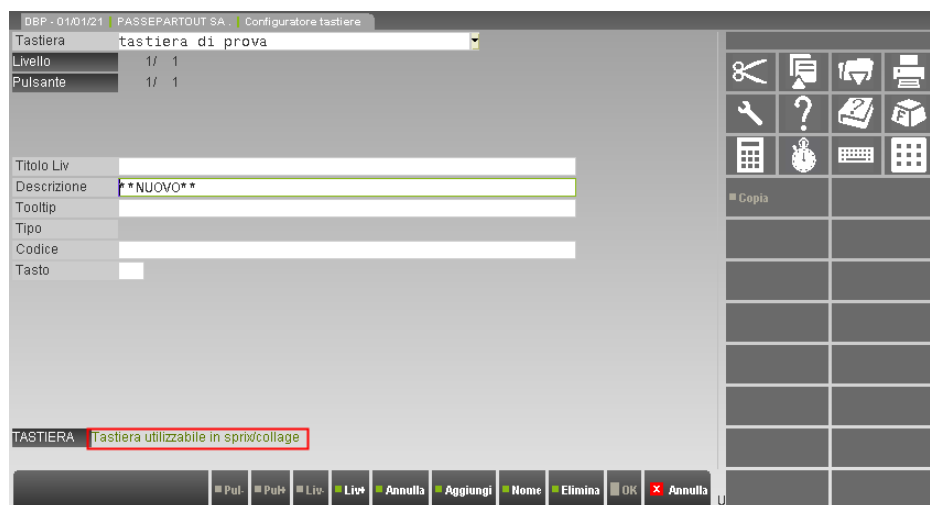 DBP - 01/01/21 PASSEPARTOUT SA . Configuratore tastiere
Tastiera tastiera di prova
Livello 1/ 1
Pulsante 1/ 1
Titolo Liv
Descrizione **NUOVO**
Tooltip
Tipo
Codice
Tasto
Copia
TASTIERA Tastiera utilizzabile in sprix/collage
Pul- Pul+ Liv- Liv+ Annulla Aggiungi Nome Elimina OK Annulla
U